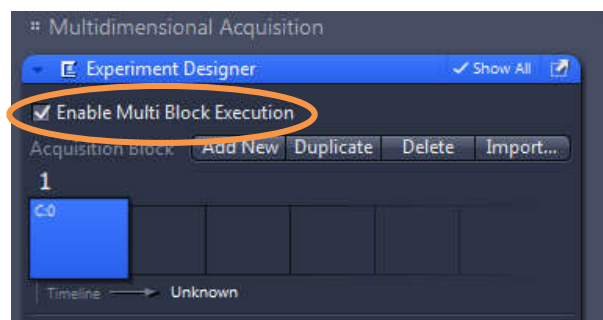 Multidimensional Acquisition
Experiment Designer ✓ Show All
Enable Multi Block Execution
Acquisition Block Add New Duplicate Delete Import...
1
C:0
Timeline Unknown